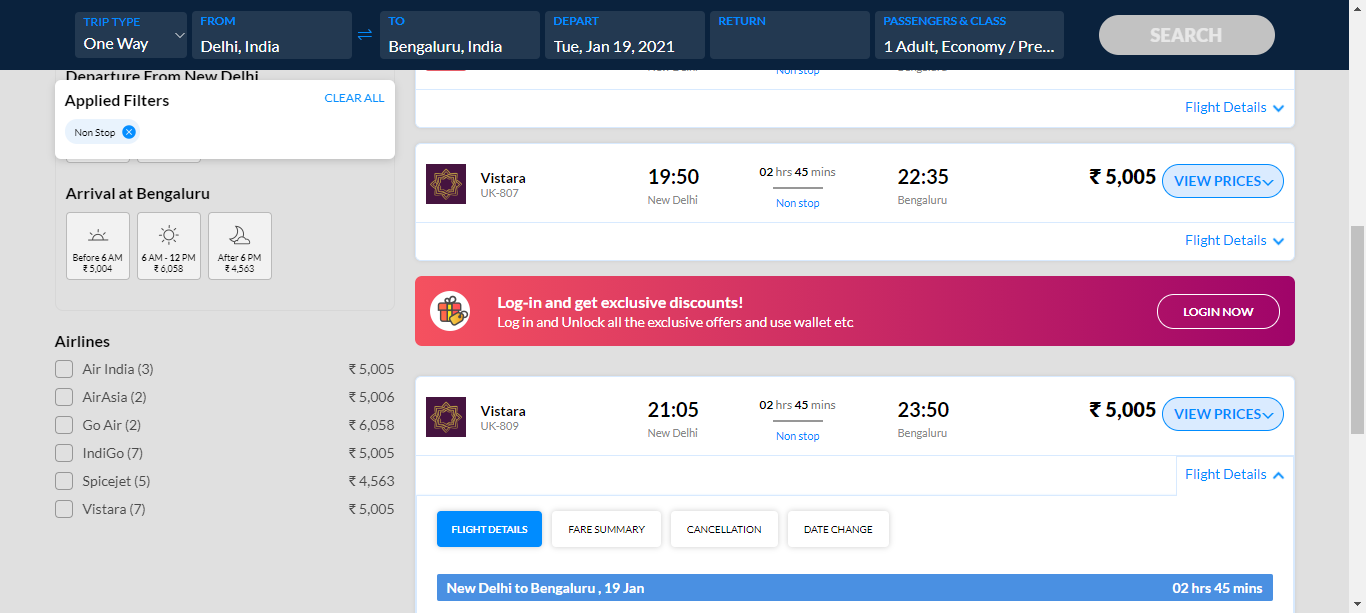 TRIP TYPE
One Way
FROM
Delhi, India
TO
Bengaluru, India
DEPART
Tue, Jan 19, 2021
RETURN
PASSENGERS & CLASS
1 Adult, Economy / Pre...
SEARCH
Departure From New Delhi
Applied Filters
CLEAR ALL
Non Stop
Arrival at Bengaluru
Before 6 AM
₹ 5,004
6 AM - 12 PM
₹ 6,058
After 6 PM
₹ 4,563
Airlines
Air India (3) ₹ 5,005
AirAsia (2) ₹ 5,006
Go Air (2) ₹ 6,058
IndiGo (7) ₹ 5,005
Spicejet (5) ₹ 4,563
Vistara (7) ₹ 5,005
Non stop
Flight Details
Vistara
UK-807
19:50
New Delhi
02 hrs 45 mins
Non stop
22:35
Bengaluru
₹ 5,005
VIEW PRICES
Flight Details
Log-in and get exclusive discounts!
Log in and Unlock all the exclusive offers and use wallet etc
LOGIN NOW
Vistara
UK-809
21:05
New Delhi
02 hrs 45 mins
Non stop
23:50
Bengaluru
₹ 5,005
VIEW PRICES
Flight Details
FLIGHT DETAILS
FARE SUMMARY
CANCELLATION
DATE CHANGE
New Delhi to Bengaluru , 19 Jan
02 hrs 45 mins